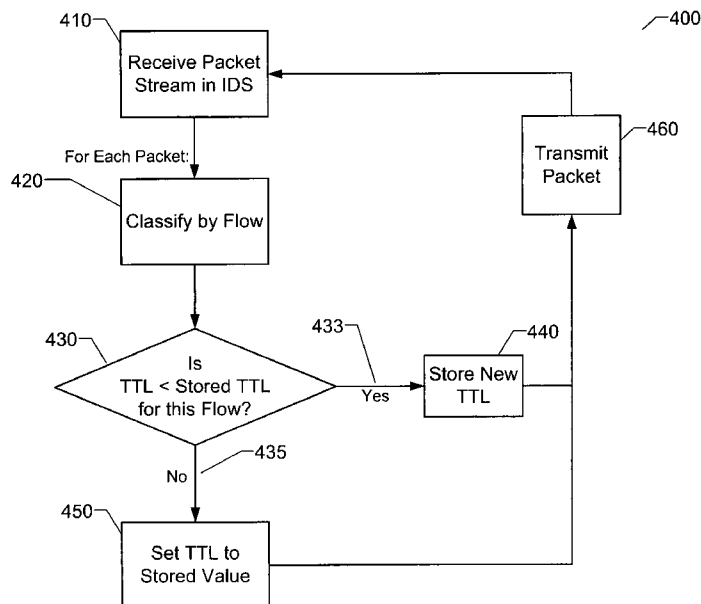 400
410
Receive Packet
Stream in IDS
460
Transmit
Packet
For Each Packet:
420
Classify by Flow
430
Is
TTL < Stored TTL
for this Flow?
433
Yes
440
Store New
TTL
435
No
450
Set TTL to
Stored Value